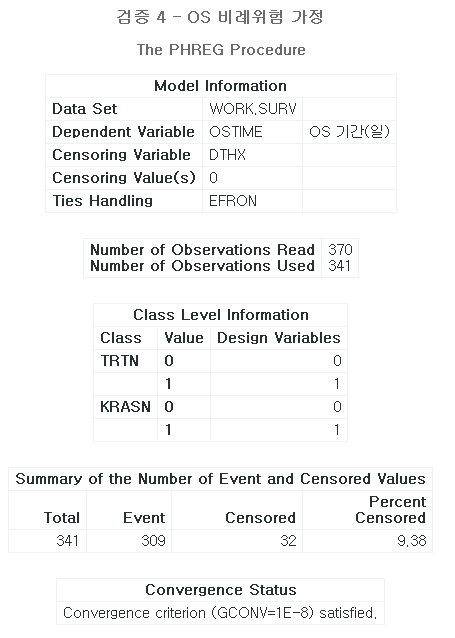 검증 4 - OS 비례위험 가정
The PHREG Procedure
Model Information
Data Set WORK.SURV
Dependent Variable OSTIME OS 기간(일)
Censoring Variable DTHX
Censoring Value(s) 0
Ties Handling EFRON
Number of Observations Read 370
Number of Observations Used 341
Class Level Information
Class Value Design Variables
TRTN 0 0
1 1
KRASN 0 0
1 1
Summary of the Number of Event and Censored Values
Total Event Censored Percent Censored
341 309 32 9.38
Convergence Status
Convergence criterion (GCONV=1E-8) satisfied.